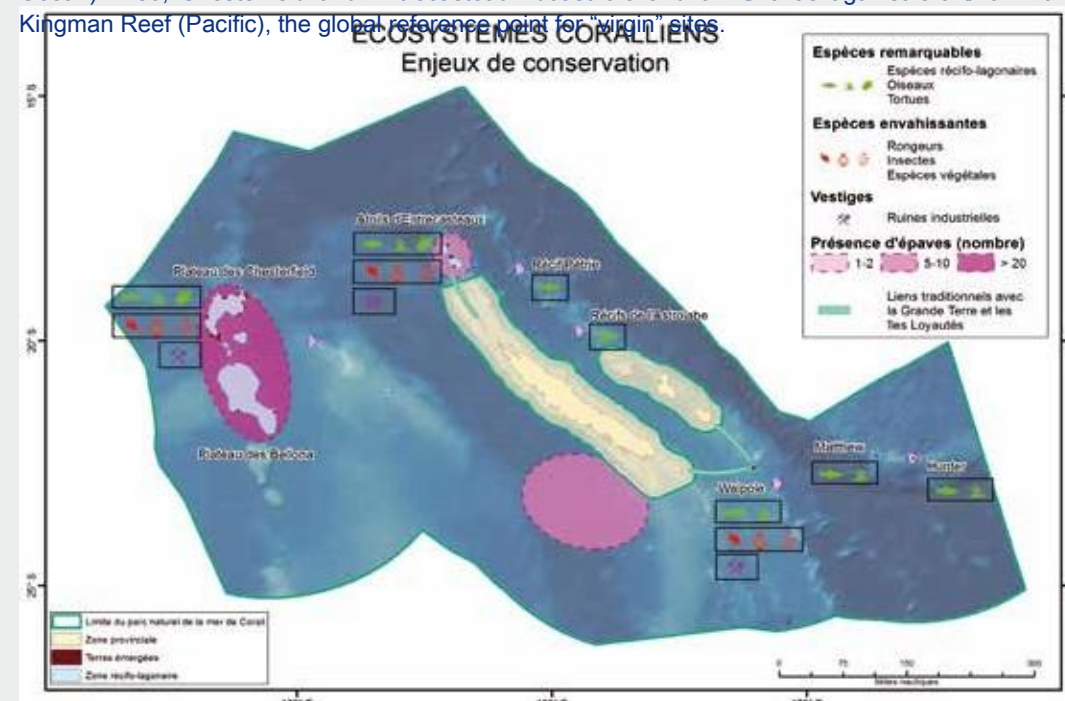 Kingman Reef (Pacific), the global reference point for “virgin” sites.
ECOSYSTEMES CORALLIENS
Enjeux de conservation
Espèces remarquables
Espèces récifo-lagonaires
Oiseaux
Tortues
Espèces envahissantes
Rongeurs
Insectes
Espèces végétales
Vestiges
Ruines industrielles
Présence d'épaves (nombre)
1-2
5-10
> 20
Liens traditionnels avec
la Grande Terre et les
Iles Loyautés
15° S
20° S
25° S
Atolls d'Entrecasteaux
Plateau des Chesterfield
Récif Pétrie
Récifs de l'Astrolabe
Plateau des Bellona
Matthew
Hunter
Walpole
Limite du parc naturel de la mer de Corail
Zone provinciale
Terres émergées
Zone récifo-lagonaire
0 75 150 300
Milles nautiques